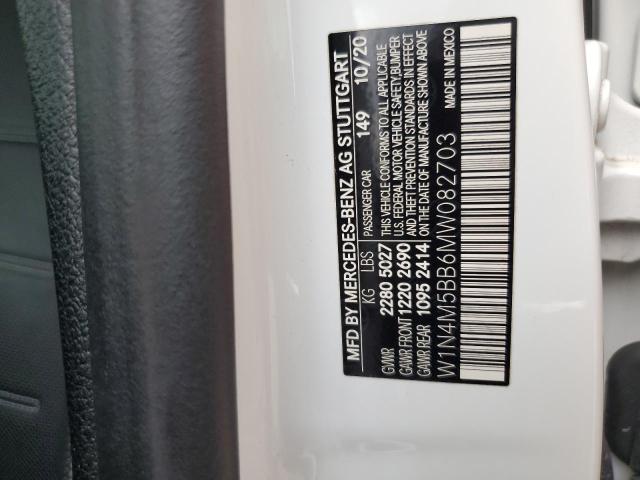 MFD BY MERCEDES-BENZ AG STUTTGART
PASSENGER CAR 149 10/20
KG LBS
GVWR 2280 5027
GAWR FRONT 1220 2690
GAWR REAR 1095 2414
THIS VEHICLE CONFORMS TO ALL APPLICABLE
U.S. FEDERAL MOTOR VEHICLE SAFETY, BUMPER
AND THEFT PREVENTION STANDARDS IN EFFECT
ON THE DATE OF MANUFACTURE SHOWN ABOVE
W1N4M5BB6MW082703 MADE IN MEXICO